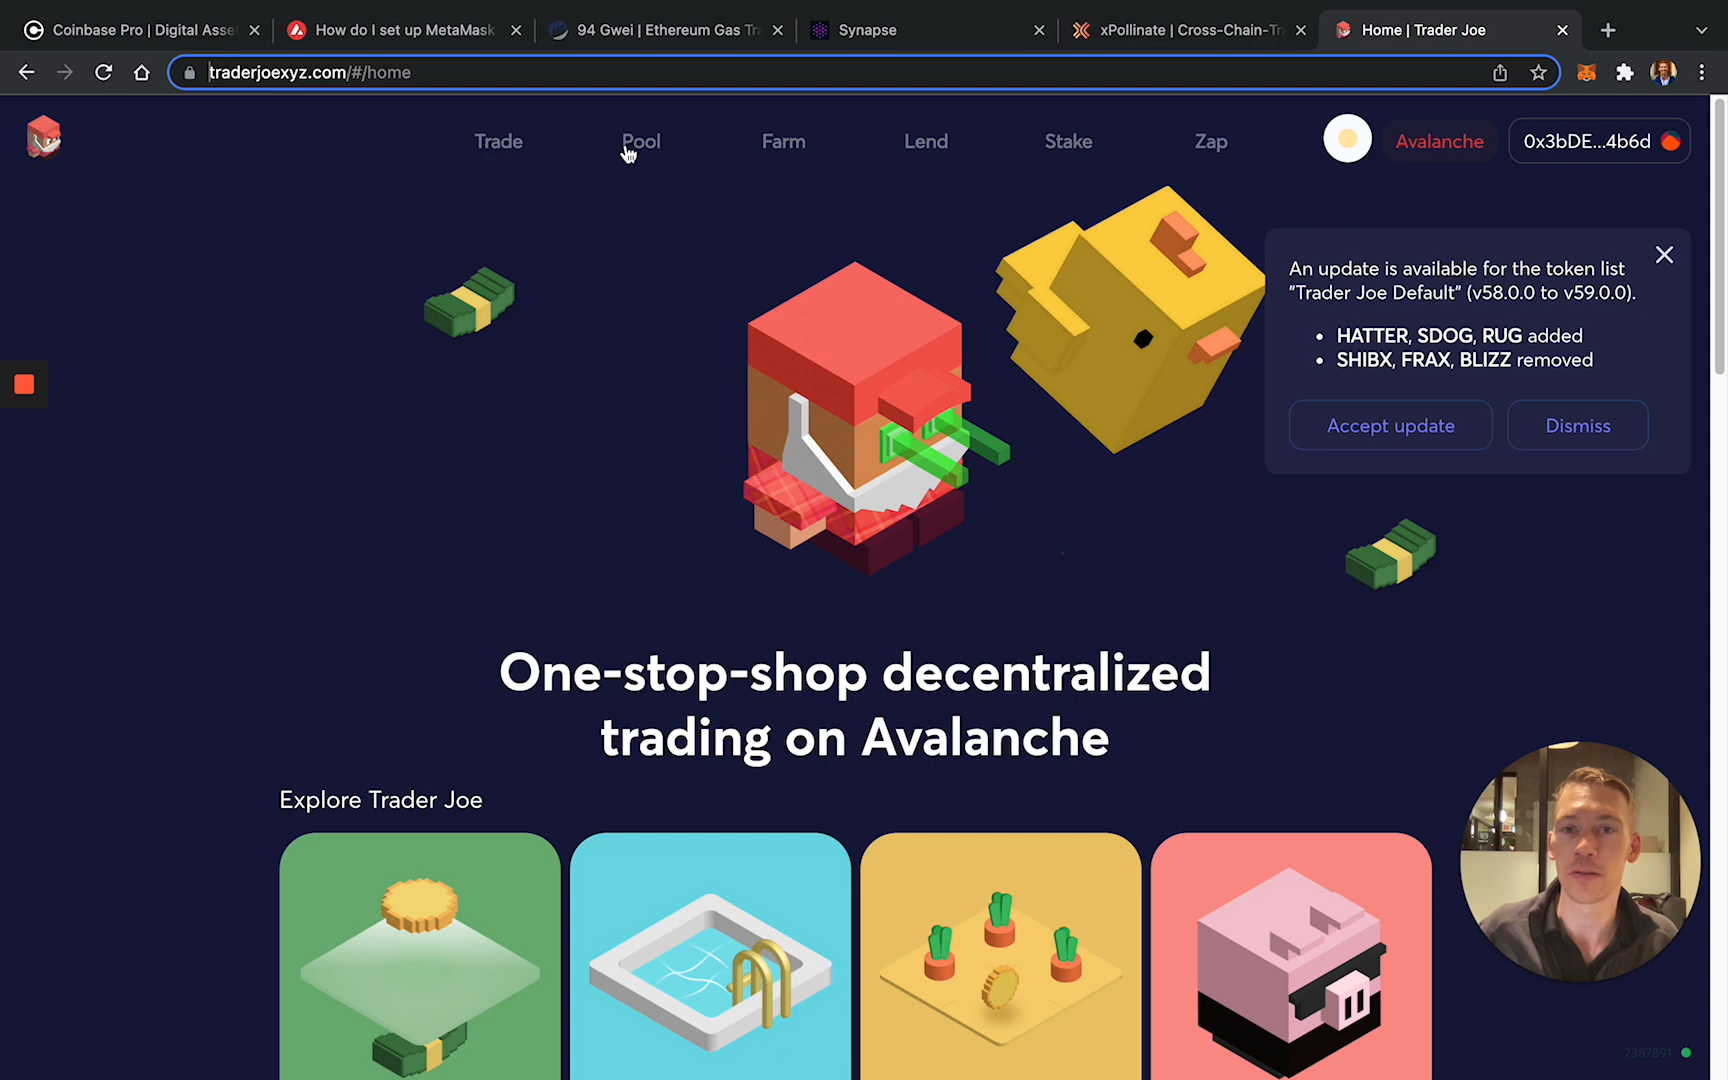 Coinbase Pro | Digital Asse
How do I set up MetaMask
94 Gwei | Ethereum Gas Tra
Synapse
xPollinate | Cross-Chain-Tra
Home | Trader Joe
traderjoexyz.com/#/home
Trade
Pool
Farm
Lend
Stake
Zap
Avalanche
0x3bDE...4b6d
An update is available for the token list
"Trader Joe Default" (v58.0.0 to v59.0.0).
• HATTER, SDOG, RUG added
• SHIBX, FRAX, BLIZZ removed
Accept update
Dismiss
One-stop-shop decentralized
trading on Avalanche
Explore Trader Joe
7387891